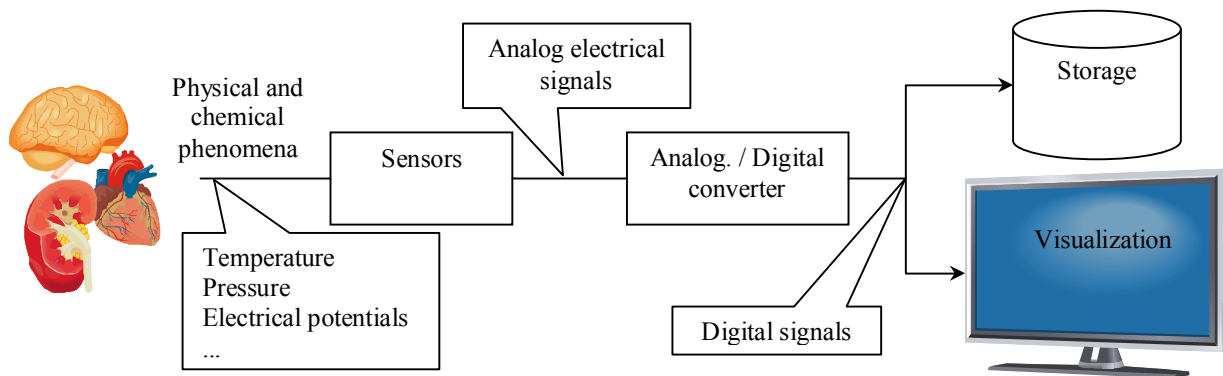 Physical and
chemical
phenomena
Temperature
Pressure
Electrical potentials
...
Sensors
Analog electrical
signals
Analog. / Digital
converter
Digital signals
Storage
Visualization